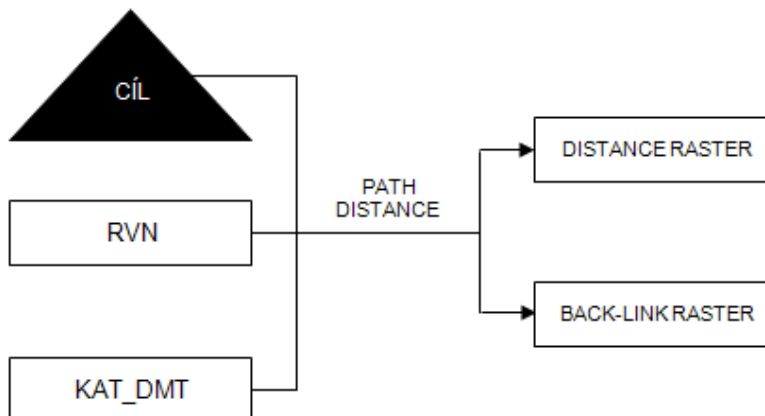 CÍL
DISTANCE RASTER
PATH
DISTANCE
RVN
BACK-LINK RASTER
KAT_DMT